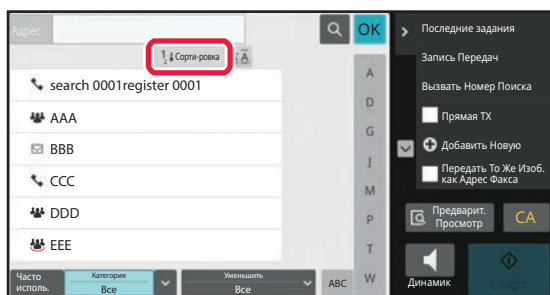 Адрес
OK
Сорти-ровка
A
search 0001register 0001
AAA
BBB
CCC
DDD
EEE
A
D
G
J
M
P
T
W
Часто
исполь.
Категория
Все
Уменьшить
Все
ABC
Последние задания
Запись Передач
Вызвать Номер Поиска
Прямая TX
Добавить Новую
Передать То Же Изоб.
как Адрес Факса
Предварит.
Просмотр
CA
Динамик
Старт